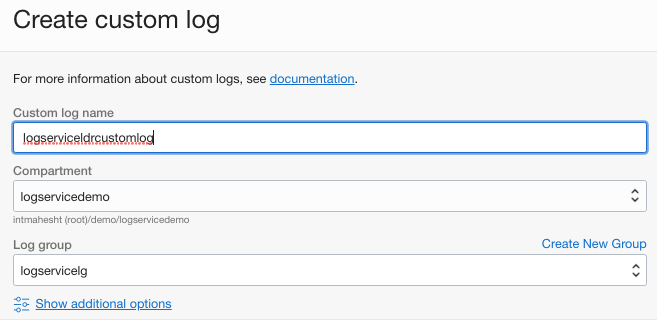 Create custom log
For more information about custom logs, see documentation.
Custom log name
logserviceldrcustomlog
Compartment
logservicedemo
intmahesht (root)/demo/logservicedemo
Log group
Create New Group
logservicelg
Show additional options